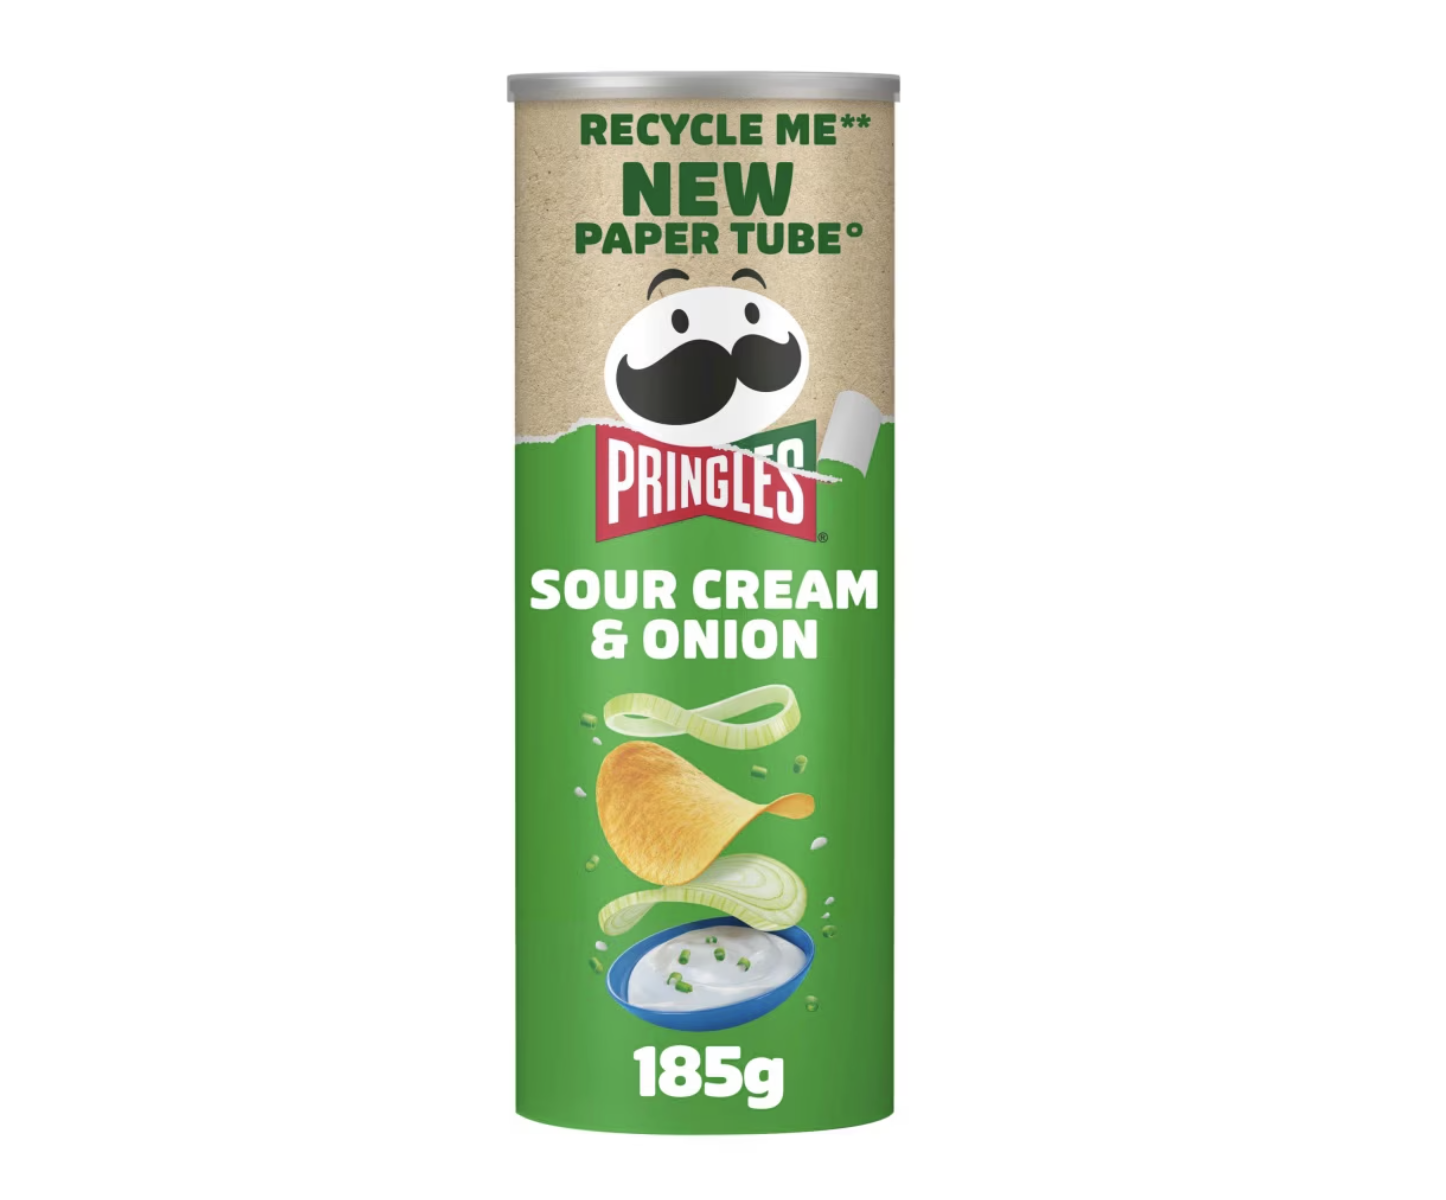 RECYCLE ME**
NEW
PAPER TUBE°
PRINGLES
®
SOUR CREAM
& ONION
185g